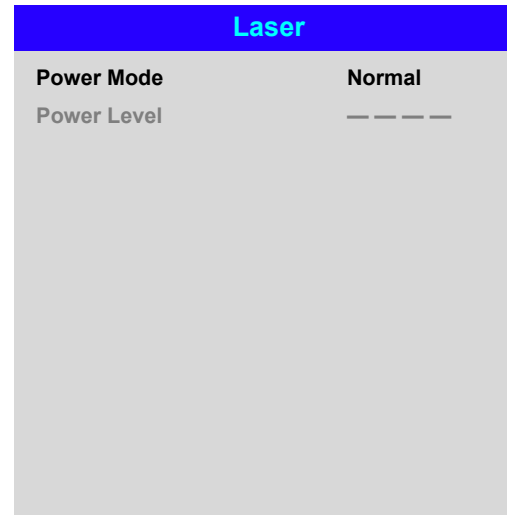 Laser
Power Mode Normal
Power Level — — — —